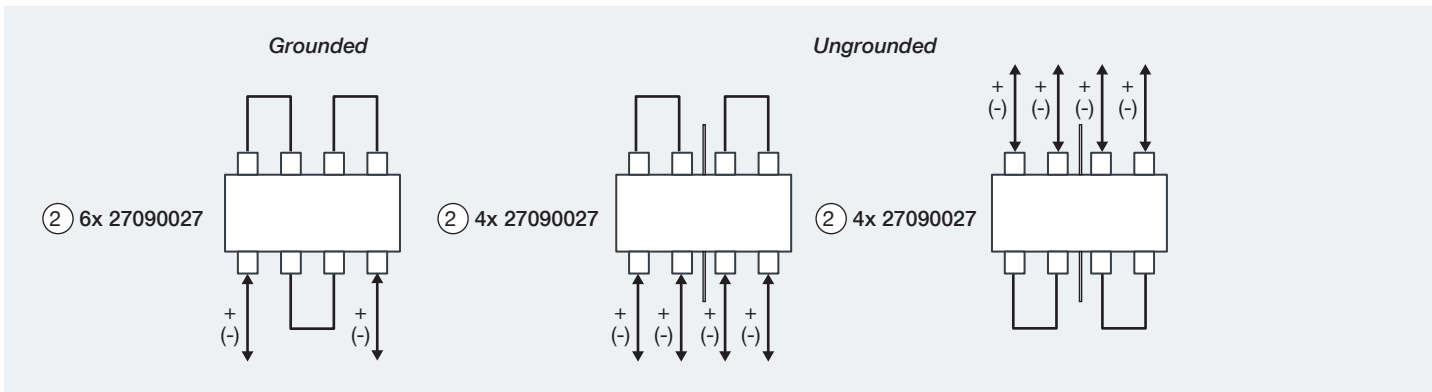 Grounded
Ungrounded
+ + + +
(-) (-) (-) (-)
2 6x 27090027
2 4x 27090027
2 4x 27090027
+ +
(-) (-)
+ + + +
(-) (-) (-) (-)